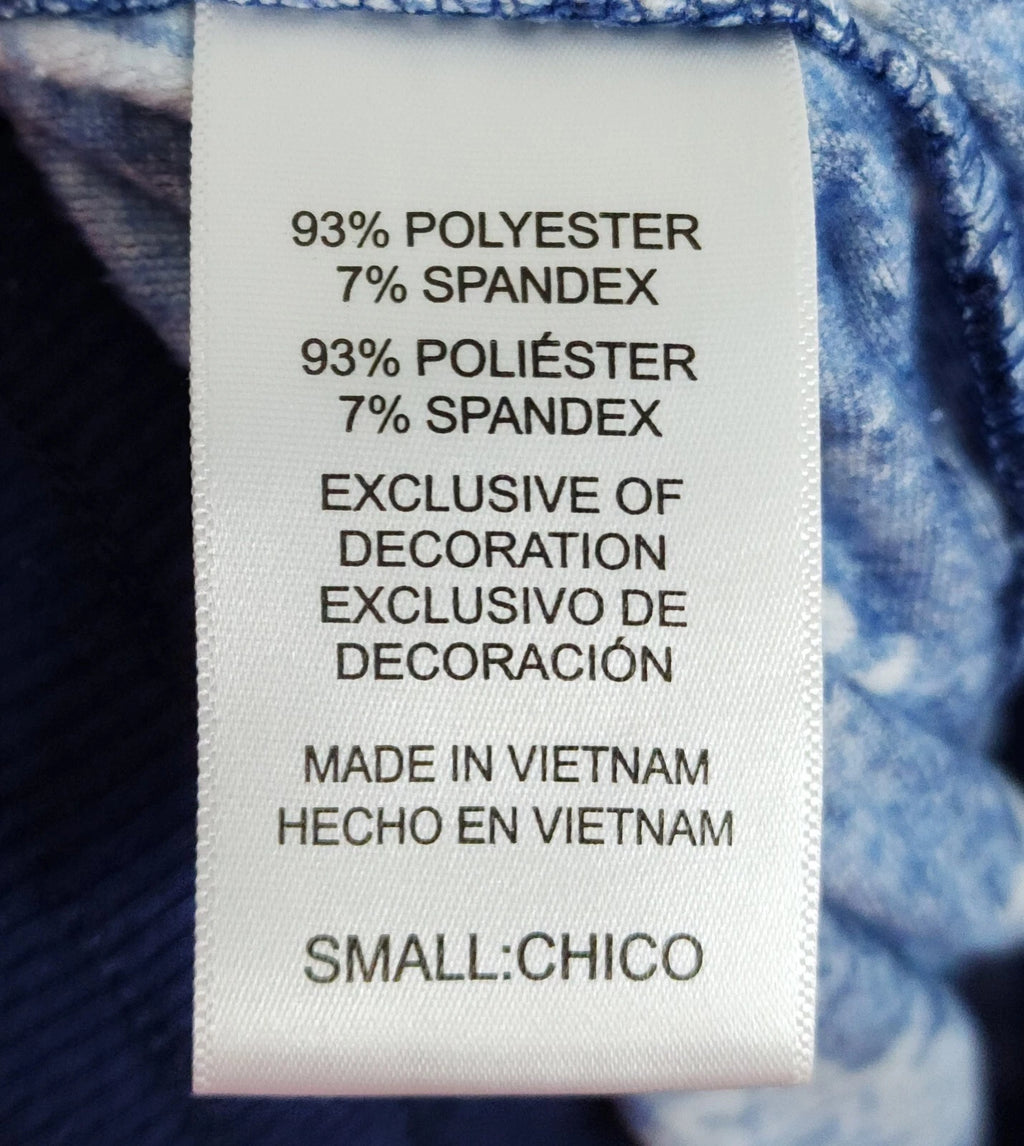 93% POLYESTER
7% SPANDEX
93% POLIÉSTER
7% SPANDEX
EXCLUSIVE OF
DECORATION
EXCLUSIVO DE
DECORACIÓN
MADE IN VIETNAM
HECHO EN VIETNAM
SMALL:CHICO